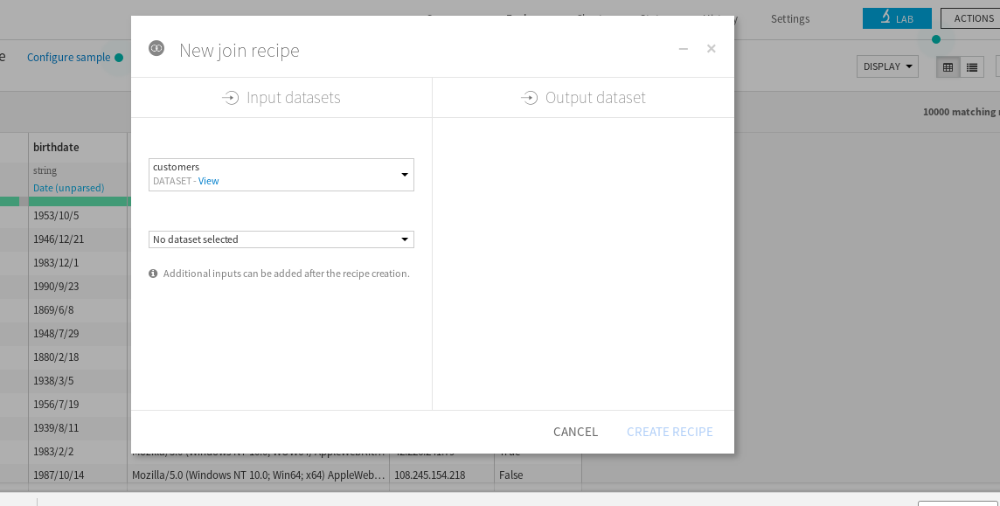 Settings
LAB
ACTIONS
Configure sample
DISPLAY
10000 matching
New join recipe
Input datasets
Output dataset
customers
DATASET - View
No dataset selected
Additional inputs can be added after the recipe creation.
CANCEL
CREATE RECIPE
birthdate
string
Date (unparsed)
1953/10/5
1946/12/21
1983/12/1
1990/9/23
1869/6/8
1948/7/29
1880/2/18
1938/3/5
1956/7/19
1939/8/11
1983/2/2
1987/10/14 Mozilla/5.0 (Windows NT 10.0; Win64; x64) AppleWeb… 108.245.154.218 False